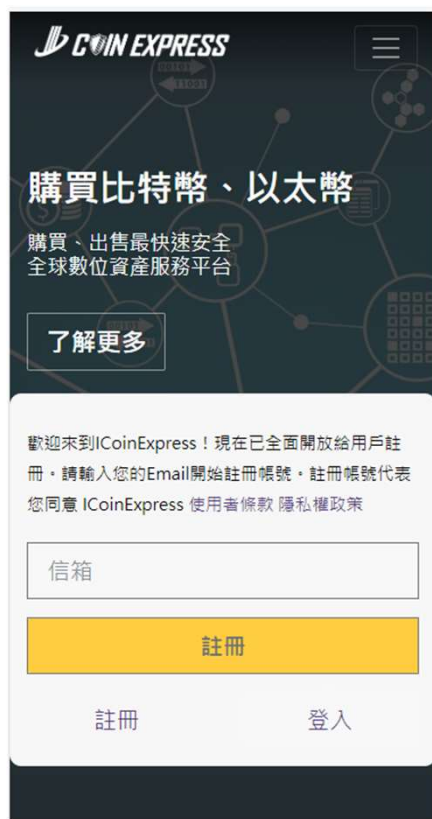 COIN EXPRESS
購買比特幣、以太幣
購買、出售最快速安全
全球數位資產服務平台
了解更多
歡迎來到ICoinExpress！現在已全面開放給用戶註
冊。請輸入您的Email開始註冊帳號。註冊帳號代表
您同意 ICoinExpress 使用者條款 隱私權政策
信箱
註冊
註冊 登入